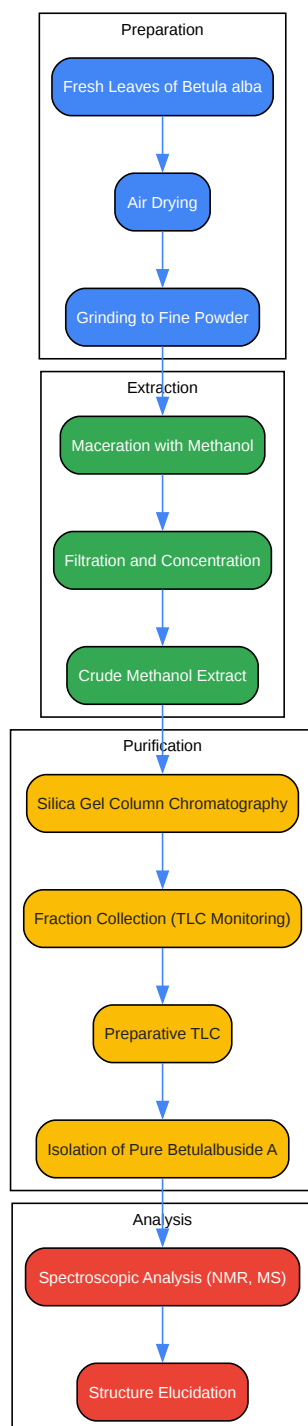 Preparation
Fresh Leaves of Betula alba
Air Drying
Grinding to Fine Powder
Extraction
Maceration with Methanol
Filtration and Concentration
Crude Methanol Extract
Purification
Silica Gel Column Chromatography
Fraction Collection (TLC Monitoring)
Preparative TLC
Isolation of Pure Betulalbuside A
Analysis
Spectroscopic Analysis (NMR, MS)
Structure Elucidation